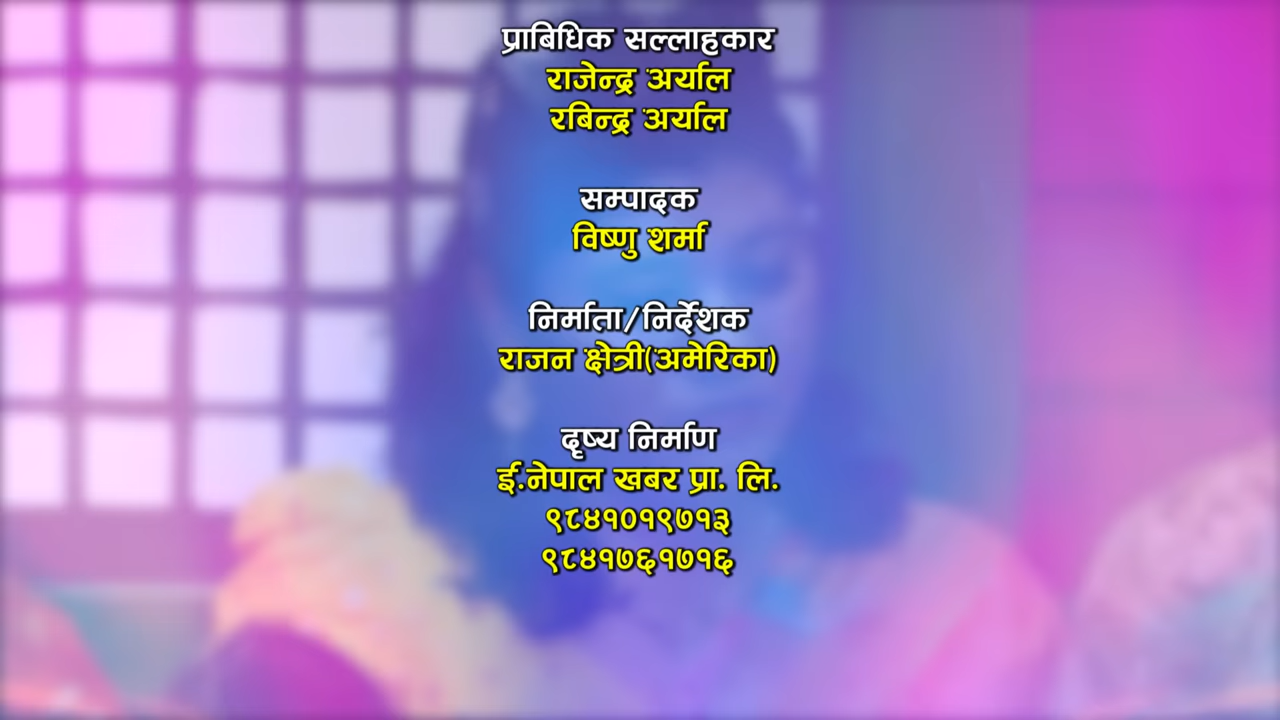 प्राबिधिक सल्लाहकार
राजेन्द्र अर्याल
रबिन्द्र अर्याल
सम्पादक
विष्णु शर्मा
निर्माता/निर्देशक
राजन क्षेत्री(अमेरिका)
दृष्य निर्माण
ई.नेपाल खबर प्रा. लि.
९८४१०१९७१३
९८४१७६१७१६